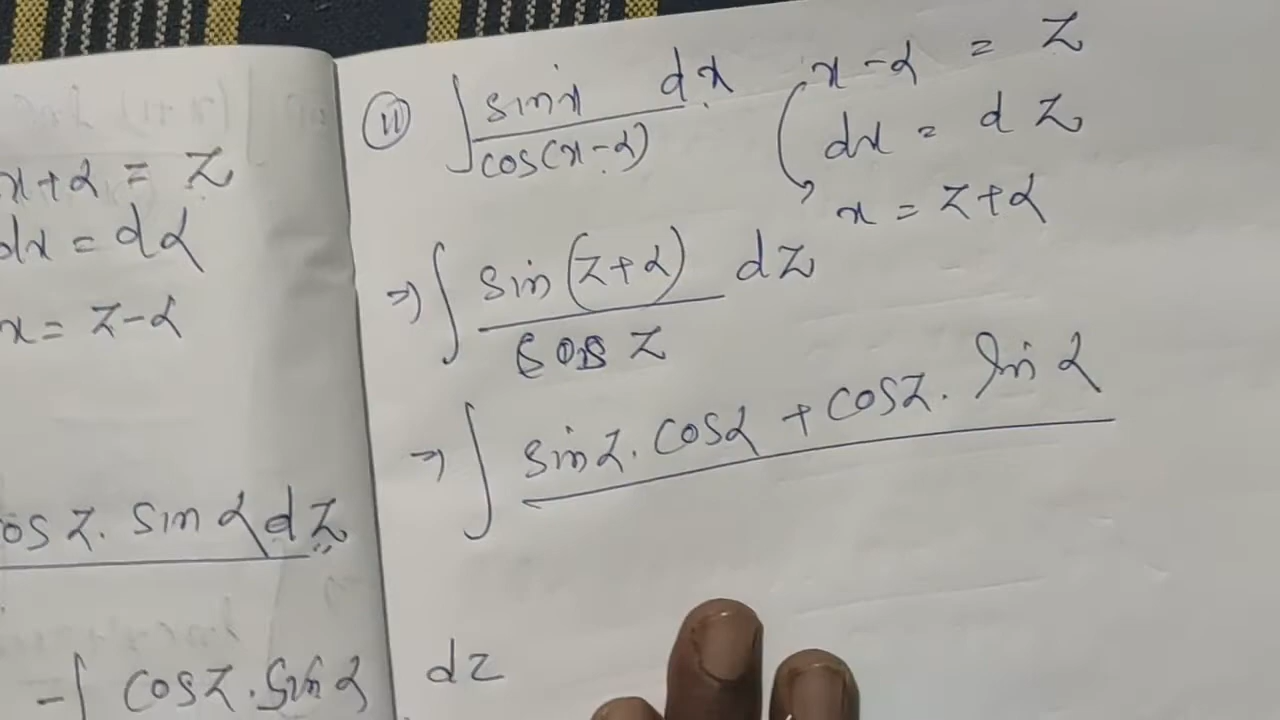 x+α = Z
dx = dα
x = Z-α
os Z. sin α dZ
-∫ cos Z. sin α dz
(ii) ∫ sin x dx / cos(x-α)
x-α = Z
dx = dZ
x = Z+α
⇒ ∫ sin(Z+α) dZ / cos Z
⇒ ∫ sin Z. cos α + cos Z. sin α